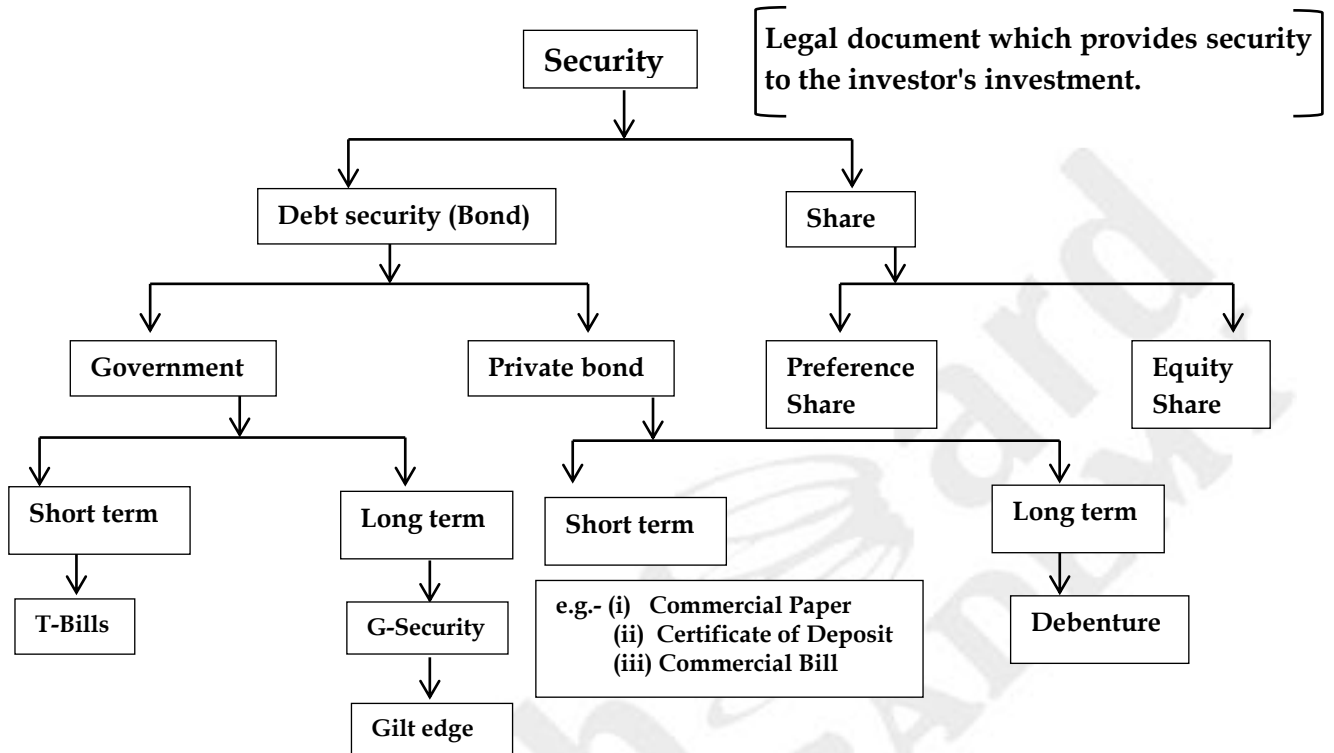 Security
Legal document which provides security
to the investor's investment.
Debt security (Bond)
Share
Government
Private bond
Preference
Share
Equity
Share
Short term
Long term
Short term
Long term
T-Bills
G-Security
e.g.- (i) Commercial Paper
(ii) Certificate of Deposit
(iii) Commercial Bill
Debenture
Gilt edge